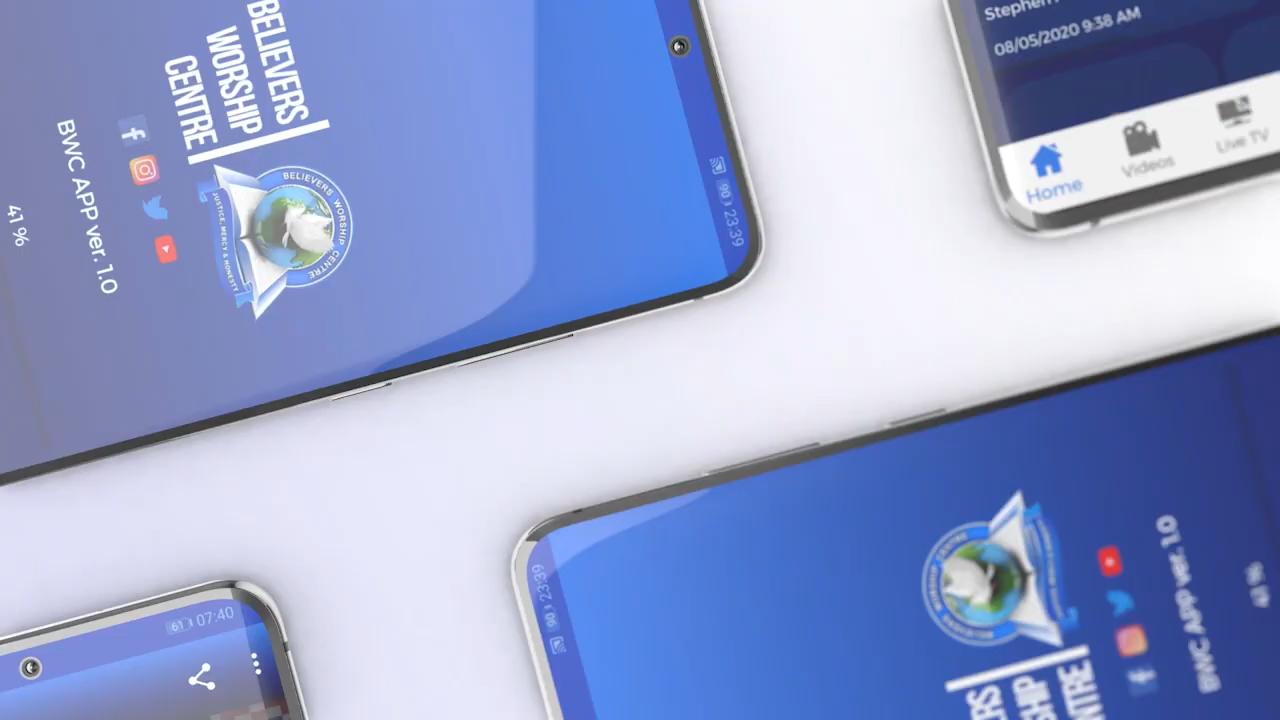 BELIEVERS
WORSHIP
CENTRE
BELIEVERS WORSHIP CENTRE
JUSTICE, MERCY & HONESTY
BWC APP ver. 1.0
41 %
90 23:39
08/05/2020 9:38 AM
Home
Videos
Live TV
61 07:40
90 23:39
WORSHIP CENTRE
BWC APP ver. 1.0
41 %